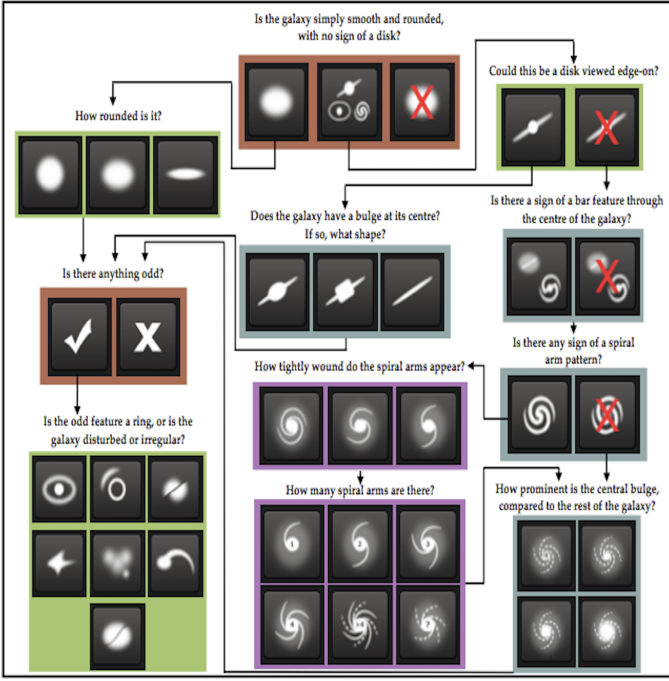 Is the galaxy simply smooth and rounded,
with no sign of a disk?
Could this be a disk viewed edge-on?
How rounded is it?
Is there a sign of a bar feature through
the centre of the galaxy?
Does the galaxy have a bulge at its centre?
If so, what shape?
Is there anything odd?
Is there any sign of a spiral
arm pattern?
How tightly wound do the spiral arms appear?
Is the odd feature a ring, or is the
galaxy disturbed or irregular?
How many spiral arms are there?
How prominent is the central bulge,
compared to the rest of the galaxy?
1
2
3
4
?